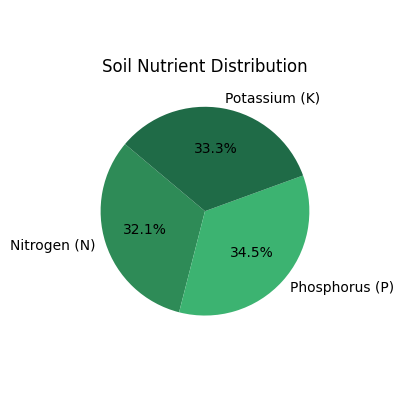 Soil Nutrient Distribution
Potassium (K)
33.3%
Nitrogen (N)
32.1%
34.5%
Phosphorus (P)